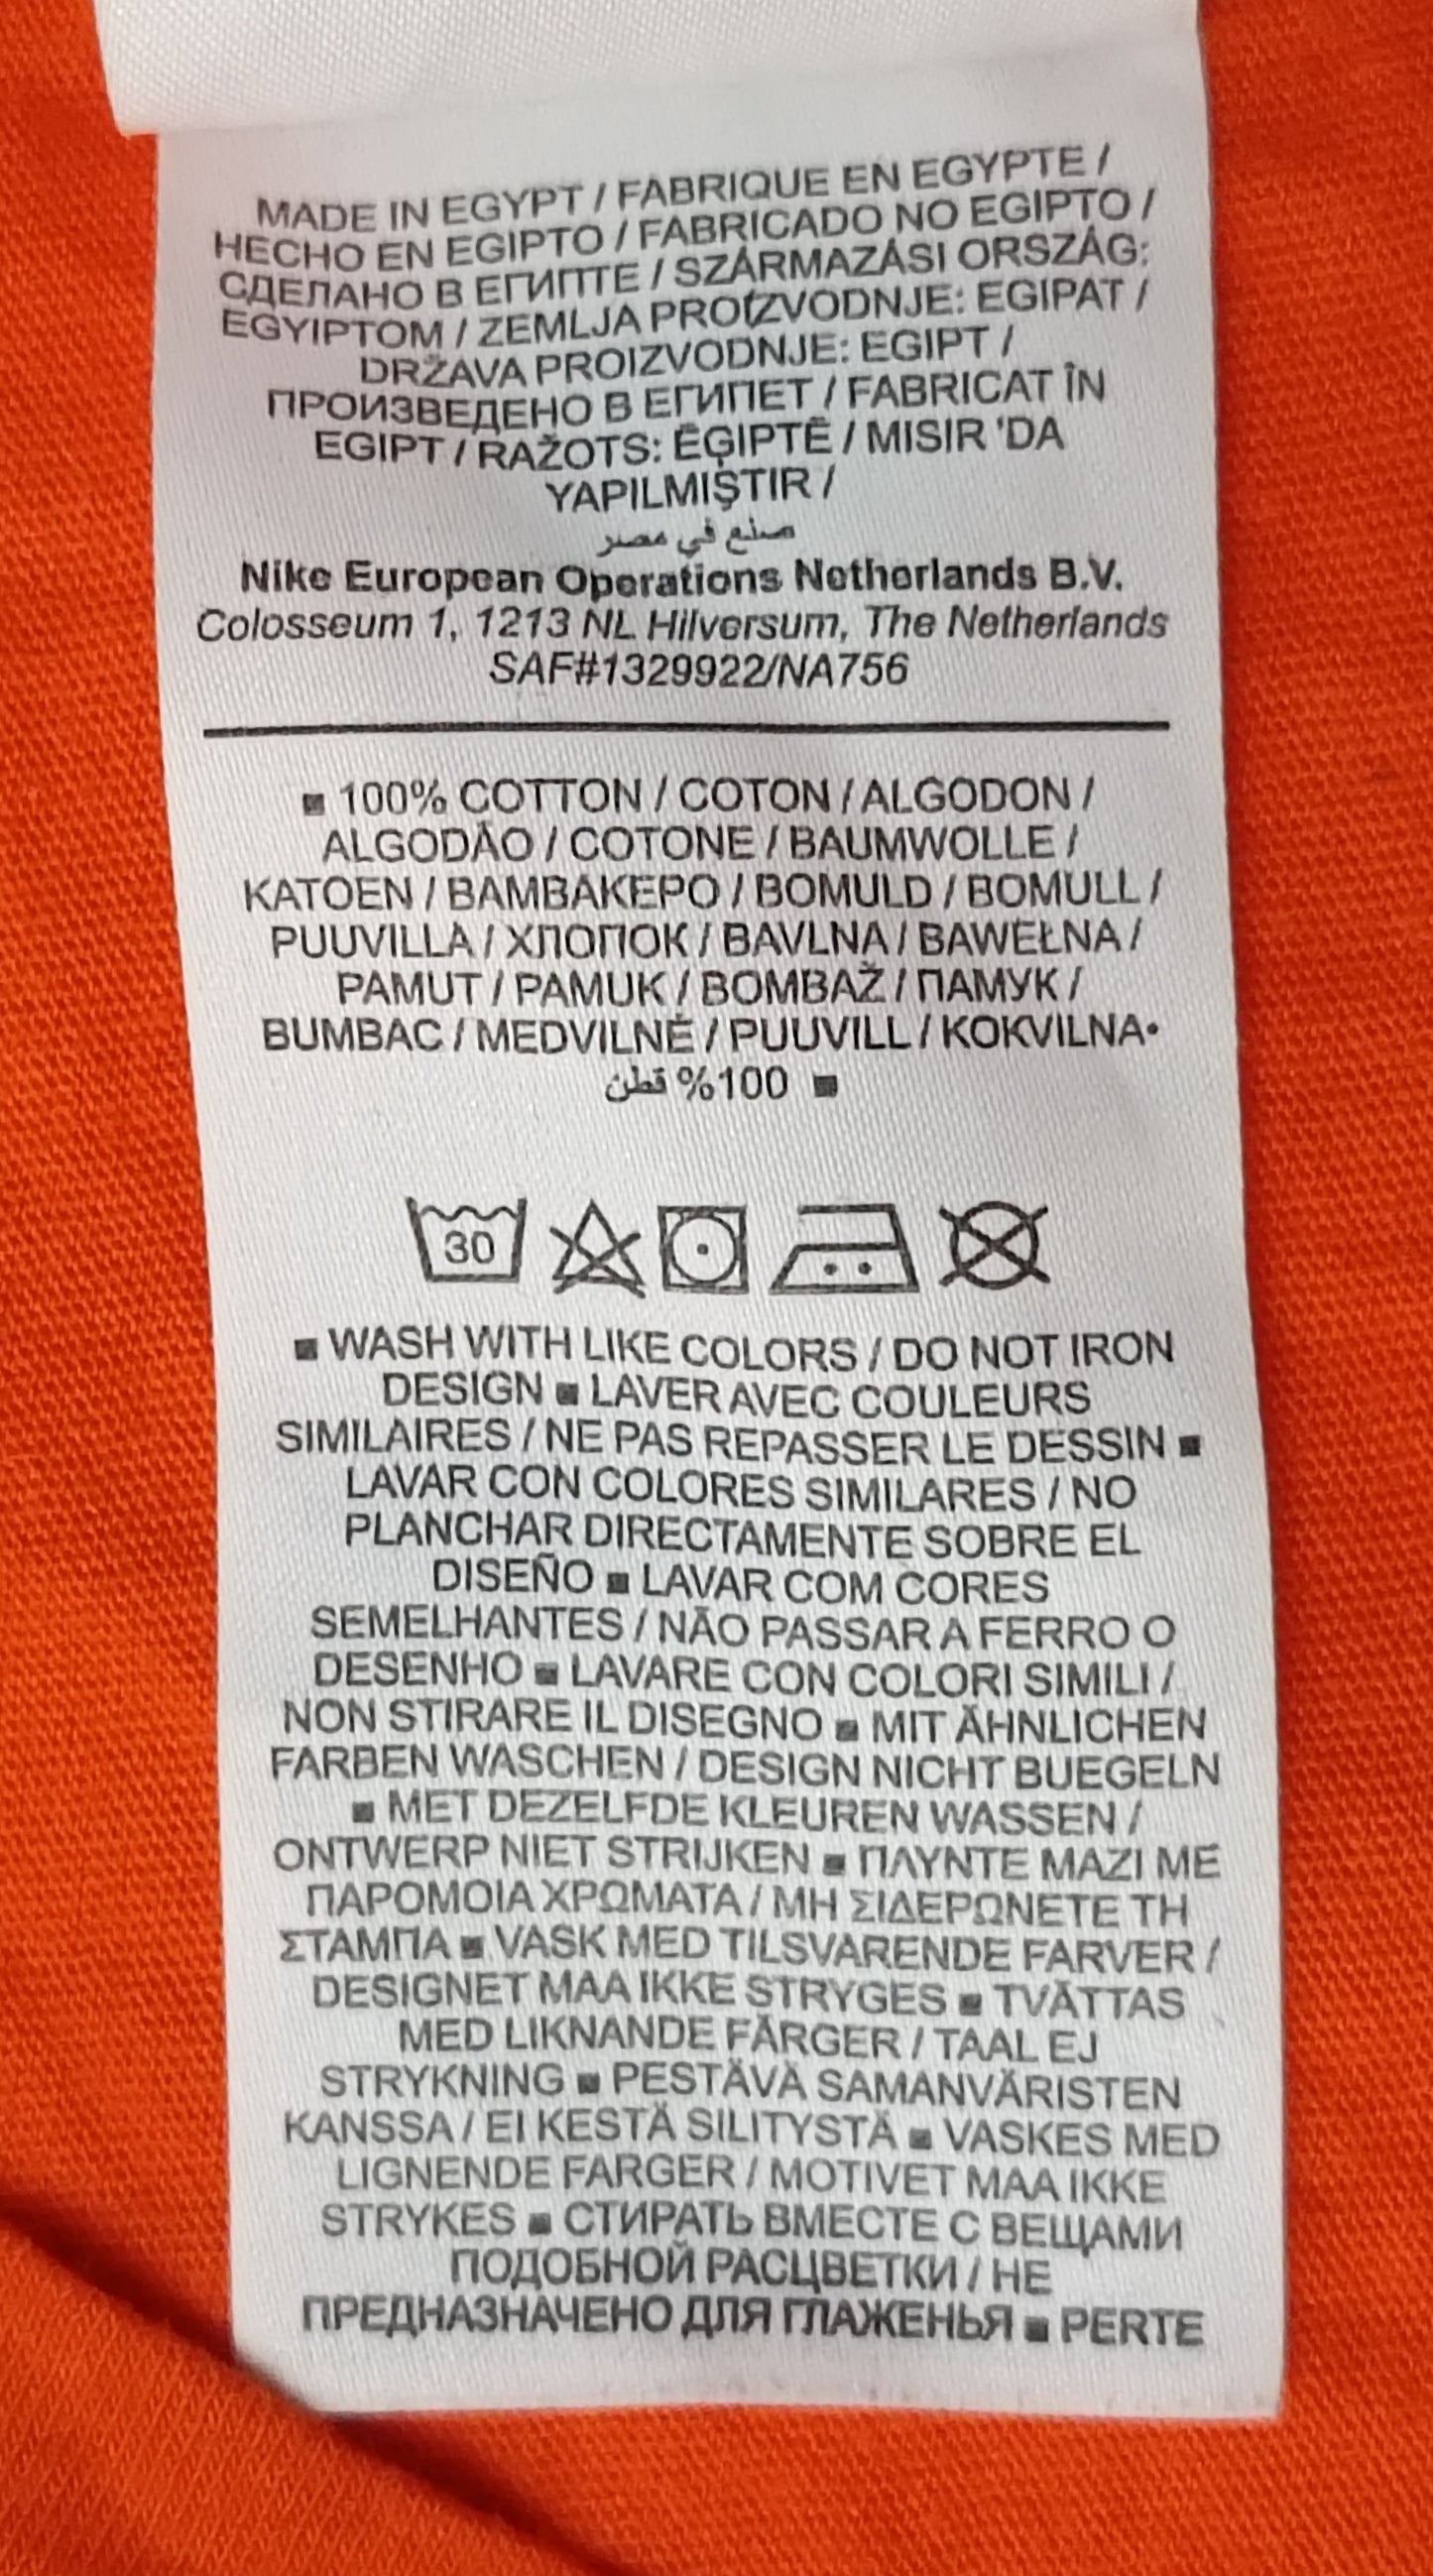 MADE IN EGYPT / FABRIQUE EN EGYPTE /
HECHO EN EGIPTO / FABRICADO NO EGIPTO /
СДЕЛАНО В ЕГИПТЕ / SZÁRMAZÁSI ORSZÁG:
EGYIPTOM / ZEMLJA PROIZVODNJE: EGIPAT /
DRŽAVA PROIZVODNJE: EGIPT /
ПРОИЗВЕДЕНО В ЕГИПЕТ / FABRICAT ÎN
EGIPT / RAŽOTS: ĒĢIPTĒ / MISIR 'DA
YAPILMIŞTIR /
صنع في مصر
Nike European Operations Netherlands B.V.
Colosseum 1, 1213 NL Hilversum, The Netherlands
SAF#1329922/NA756
■ 100% COTTON / COTON / ALGODON /
ALGODÃO / COTONE / BAUMWOLLE /
KATOEN / ΒΑΜΒΑΚΕΡΟ / BOMULD / BOMULL /
PUUVILLA / ХЛОПОК / BAVLNA / BAWEŁNA /
PAMUT / PAMUK / BOMBAŽ / ПАМУК /
BUMBAC / MEDVILNĖ / PUUVILL / KOKVILNA•
■ 100% قطن
30
■ WASH WITH LIKE COLORS / DO NOT IRON
DESIGN ■ LAVER AVEC COULEURS
SIMILAIRES / NE PAS REPASSER LE DESSIN ■
LAVAR CON COLORES SIMILARES / NO
PLANCHAR DIRECTAMENTE SOBRE EL
DISEÑO ■ LAVAR COM CORES
SEMELHANTES / NÃO PASSAR A FERRO O
DESENHO ■ LAVARE CON COLORI SIMILI /
NON STIRARE IL DISEGNO ■ MIT ÄHNLICHEN
FARBEN WASCHEN / DESIGN NICHT BUEGELN
■ MET DEZELFDE KLEUREN WASSEN /
ONTWERP NIET STRIJKEN ■ ΠΛΥΝΤΕ ΜΑΖΙ ΜΕ
ΠΑΡΟΜΟΙΑ ΧΡΩΜΑΤΑ / ΜΗ ΣΙΔΕΡΩΝΕΤΕ ΤΗ
ΣΤΑΜΠΑ ■ VASK MED TILSVARENDE FARVER /
DESIGNET MAA IKKE STRYGES ■ TVÄTTAS
MED LIKNANDE FÄRGER / TAAL EJ
STRYKNING ■ PESTÄVÄ SAMANVÄRISTEN
KANSSA / EI KESTÄ SILITYSTÄ ■ VASKES MED
LIGNENDE FARGER / MOTIVET MAA IKKE
STRYKES ■ СТИРАТЬ ВМЕСТЕ С ВЕЩАМИ
ПОДОБНОЙ РАСЦВЕТКИ / НЕ
ПРЕДНАЗНАЧЕНО ДЛЯ ГЛАЖЕНЬЯ ■ PERTE